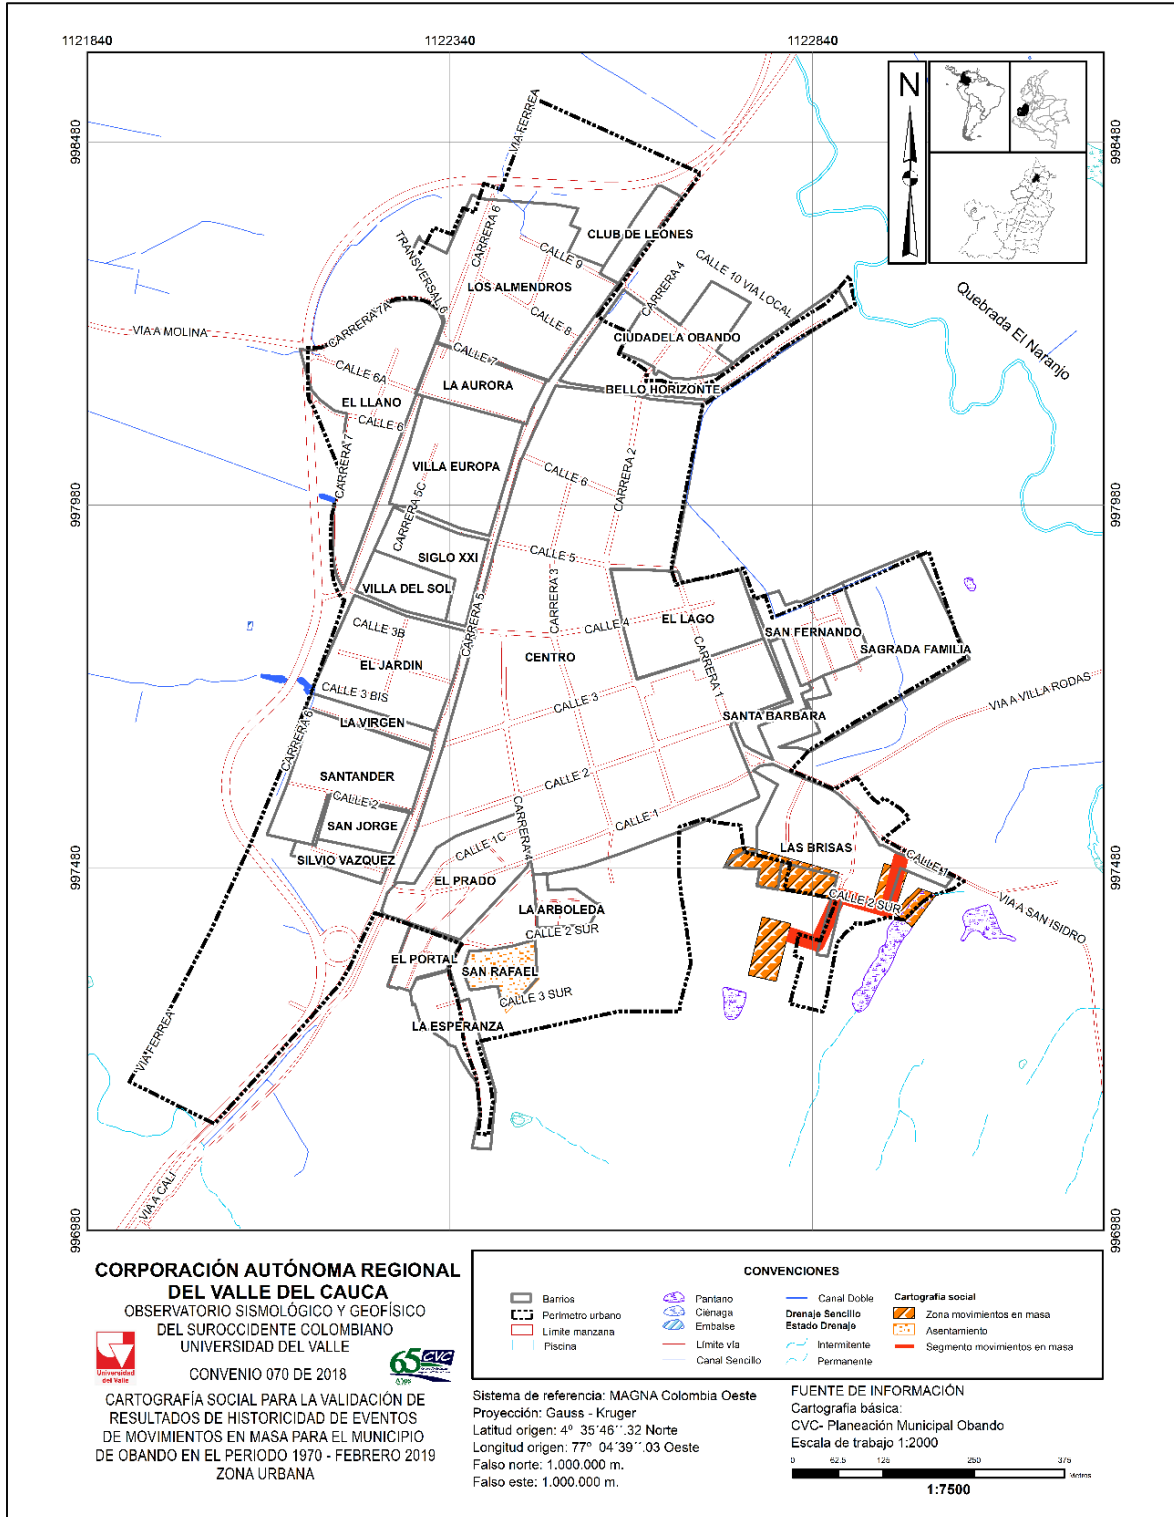 1121840
1122340
1122840
998480
998480
N
VIA FERREA
CARRERA 6
TRANSVERSAL 6
CLUB DE LEONES
CALLE 9
CARRERA 4
CALLE 10 VIA LOCAL
LOS ALMENDROS
Quebrada El Naranjo
VIA A MOLINA
CARRERA 7A
CALLE 8
CIUDADELA OBANDO
CALLE 7
CALLE 6A
LA AURORA
BELLO HORIZONTE
EL LLANO
CALLE 6
CARRERA 7
VILLA EUROPA
CARRERA 2
CALLE 6
CARRERA 5C
997980
997980
SIGLO XXI
CALLE 5
VILLA DEL SOL
CARRERA 3
CARRERA 5
CALLE 3B
CALLE 4
EL LAGO
SAN FERNANDO
SAGRADA FAMILIA
EL JARDIN
CENTRO
CARRERA 1
CALLE 3 BIS
CALLE 3
VIA A VILLA RODAS
LA VIRGEN
SANTA BARBARA
CARRERA 6
SANTANDER
CALLE 2
CALLE 2
SAN JORGE
CALLE 1
CARRERA 4
CALLE 1C
LAS BRISAS
SILVIO VAZQUEZ
CALLE 1
997480
997480
EL PRADO
CALLE 2 SUR
VIA A SAN ISIDRO
LA ARBOLEDA
CALLE 2 SUR
EL PORTAL
SAN RAFAEL
CALLE 3 SUR
LA ESPERANZA
VIA FERREA
VIA A CALI
996980
996980
CORPORACIÓN AUTÓNOMA REGIONAL
DEL VALLE DEL CAUCA
OBSERVATORIO SISMOLÓGICO Y GEOFÍSICO
DEL SUROCCIDENTE COLOMBIANO
UNIVERSIDAD DEL VALLE
Universidad
del Valle
CONVENIO 070 DE 2018
65 CVC
Años
CARTOGRAFÍA SOCIAL PARA LA VALIDACIÓN DE
RESULTADOS DE HISTORICIDAD DE EVENTOS
DE MOVIMIENTOS EN MASA PARA EL MUNICIPIO
DE OBANDO EN EL PERIODO 1970 - FEBRERO 2019
ZONA URBANA
CONVENCIONES
Barrios
Perímetro urbano
Límite manzana
Piscina
Pantano
Ciénaga
Embalse
Límite vía
Canal Sencillo
Canal Doble
Drenaje Sencillo
Estado Drenaje
Intermitente
Permanente
Cartografía social
Zona movimientos en masa
Asentamiento
Segmento movimientos en masa
Sistema de referencia: MAGNA Colombia Oeste
Proyección: Gauss - Kruger
Latitud origen: 4º 35'46''.32 Norte
Longitud origen: 77º 04'39''.03 Oeste
Falso norte: 1.000.000 m.
Falso este: 1.000.000 m.
FUENTE DE INFORMACIÓN
Cartografía básica:
CVC- Planeación Municipal Obando
Escala de trabajo 1:2000
0 62.5 125 250 375
Metros
1:7500